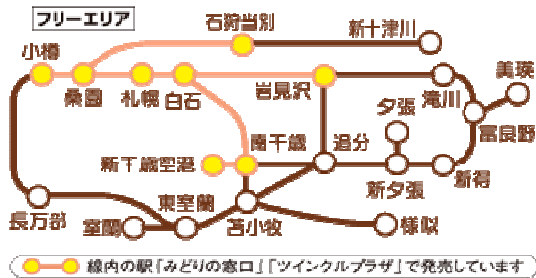 フリーエリア
石狩当別
新十津川
小樽
桑園
札幌
白石
岩見沢
滝川
美瑛
富良野
夕張
南千歳
追分
新千歳空港
新夕張
新得
長万部
室蘭
東室蘭
苫小牧
様似
線内の駅「みどりの窓口」「ツインクルプラザ」で発売しています